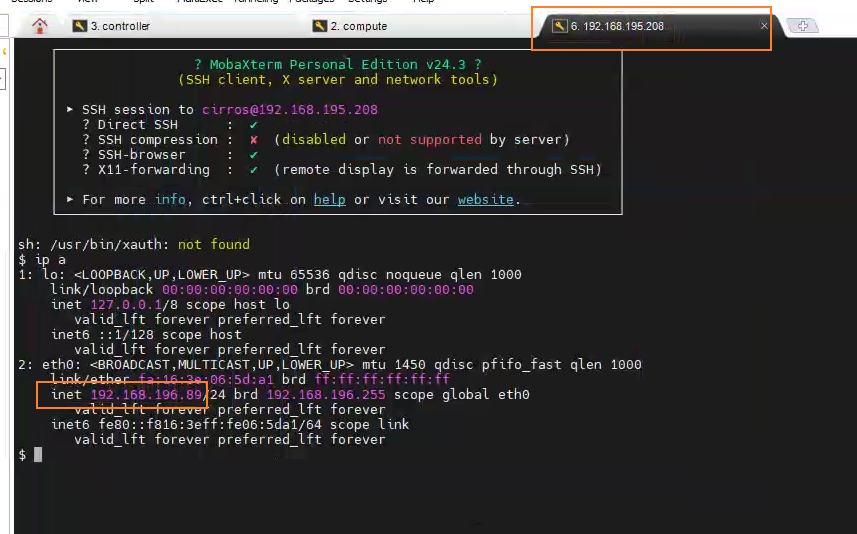 3. controller
2. compute
6. 192.168.195.208
? MobaXterm Personal Edition v24.3 ?
(SSH client, X server and network tools)
► SSH session to cirros@192.168.195.208
? Direct SSH : ✔
? SSH compression : ✘ (disabled or not supported by server)
? SSH-browser : ✔
? X11-forwarding : ✔ (remote display is forwarded through SSH)
► For more info, ctrl+click on help or visit our website.
sh: /usr/bin/xauth: not found
$ ip a
1: lo: <LOOPBACK,UP,LOWER_UP> mtu 65536 qdisc noqueue qlen 1000
link/loopback 00:00:00:00:00:00 brd 00:00:00:00:00:00
inet 127.0.0.1/8 scope host lo
valid_lft forever preferred_lft forever
inet6 ::1/128 scope host
valid_lft forever preferred_lft forever
2: eth0: <BROADCAST,MULTICAST,UP,LOWER_UP> mtu 1450 qdisc pfifo_fast qlen 1000
link/ether fa:16:3e:06:5d:a1 brd ff:ff:ff:ff:ff:ff
inet 192.168.196.89/24 brd 192.168.196.255 scope global eth0
valid_lft forever preferred_lft forever
inet6 fe80::f816:3eff:fe06:5da1/64 scope link
valid_lft forever preferred_lft forever
$